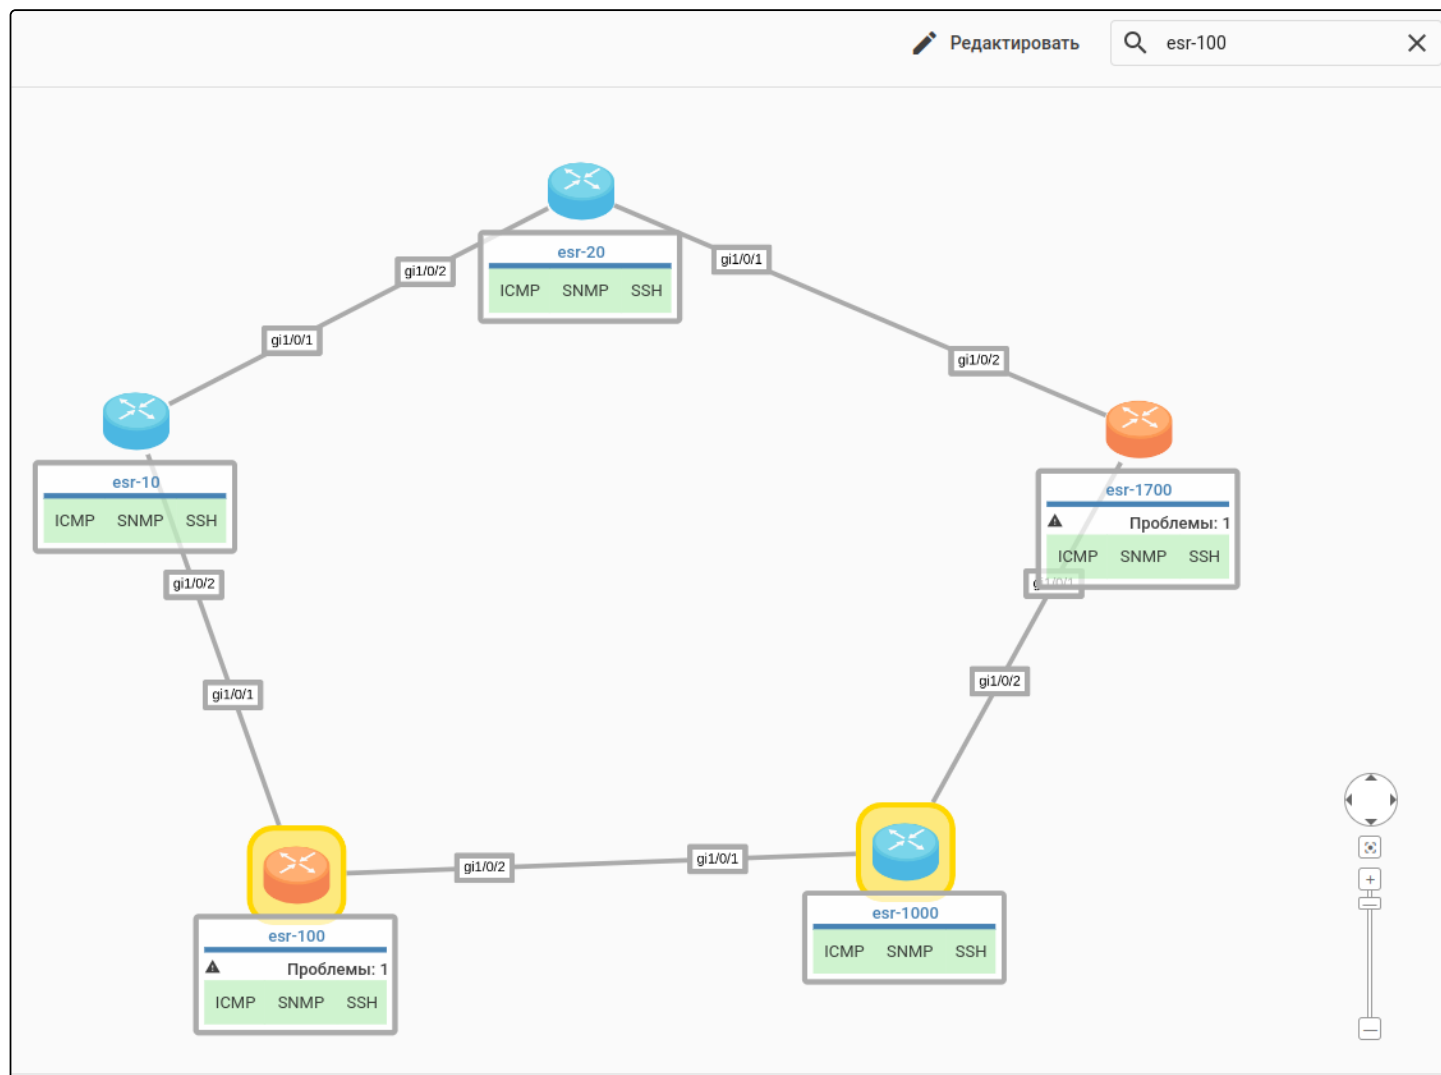 Редактировать
esr-100
esr-20
ICMP SNMP SSH
gi1/0/2
gi1/0/1
gi1/0/1
gi1/0/2
esr-10
ICMP SNMP SSH
esr-1700
Проблемы: 1
ICMP SNMP SSH
gi1/0/2
gi1/0/1
gi1/0/2
gi1/0/1
gi1/0/2
gi1/0/1
esr-100
Проблемы: 1
ICMP SNMP SSH
esr-1000
ICMP SNMP SSH